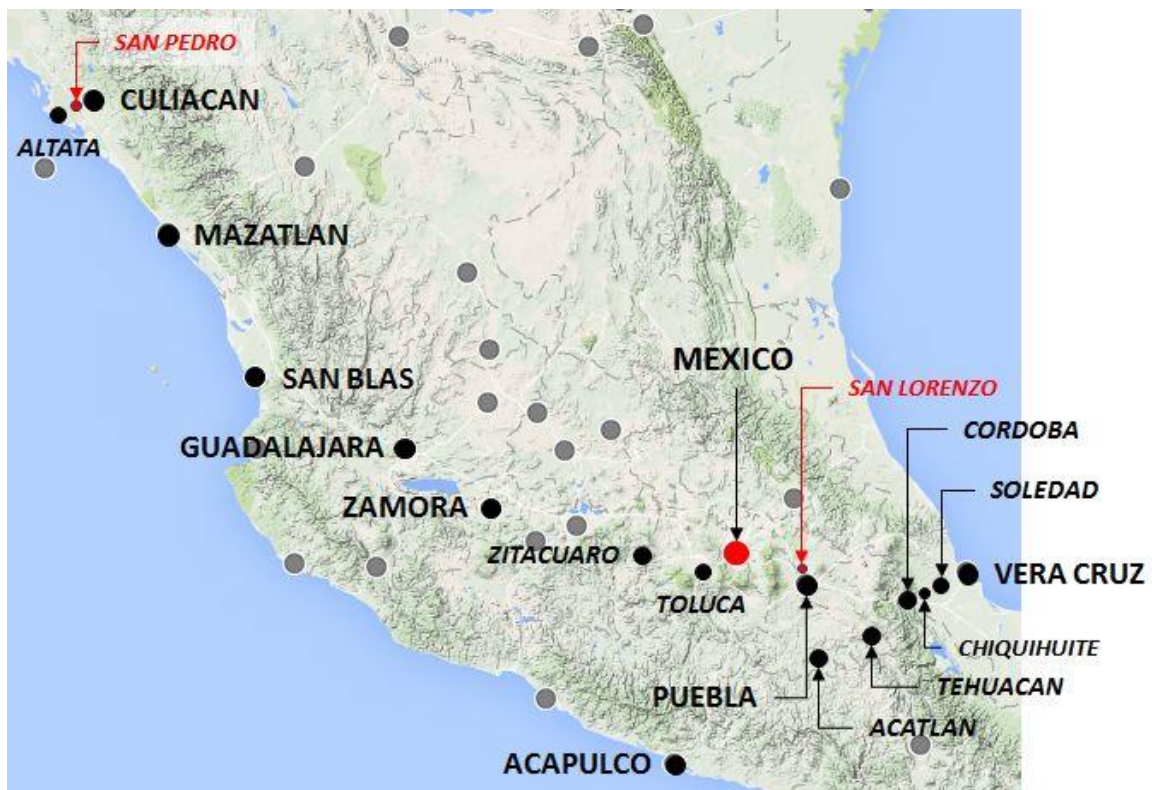 SAN PEDRO
CULIACAN
ALTATA
MAZATLAN
MEXICO
SAN BLAS
SAN LORENZO
CORDOBA
GUADALAJARA
SOLEDAD
ZAMORA
ZITACUARO
VERA CRUZ
TOLUCA
CHIQUIHUITE
TEHUACAN
PUEBLA
ACATLAN
ACAPULCO